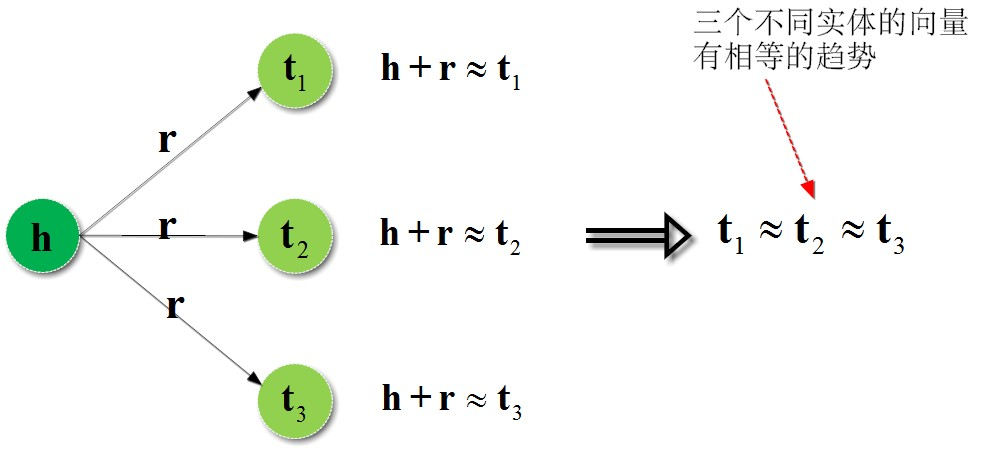 三个不同实体的向量
有相等的趋势
t₁
h + r ≈ t₁
r
h
r
t₂
h + r ≈ t₂
t₁ ≈ t₂ ≈ t₃
r
t₃
h + r ≈ t₃